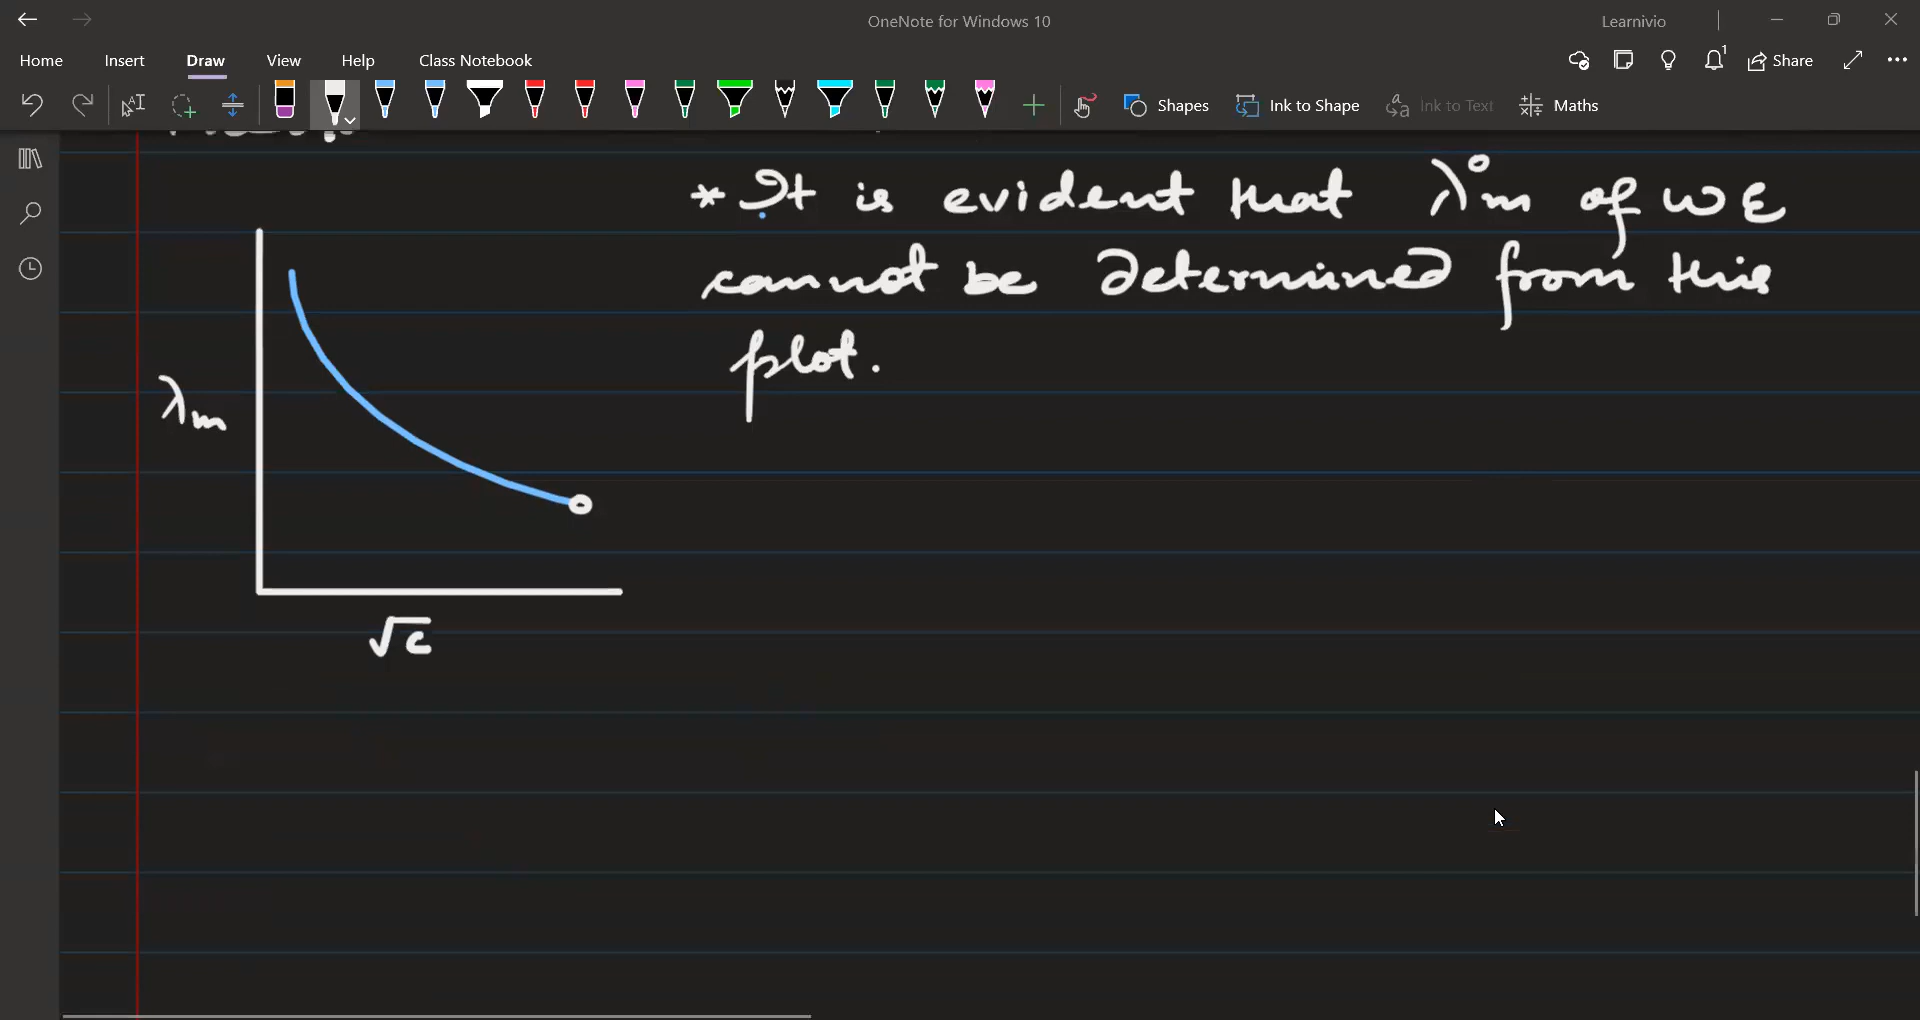 OneNote for Windows 10
Learnivio
Home Insert Draw View Help Class Notebook
1
Share
Shapes Ink to Shape Ink to Text Maths
* It is evident that λ°m of WE
cannot be determined from this
plot.
λm
√c